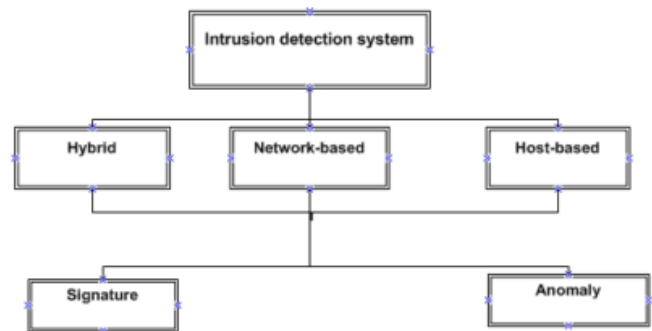 Intrusion detection system
Hybrid
Network-based
Host-based
Signature
Anomaly